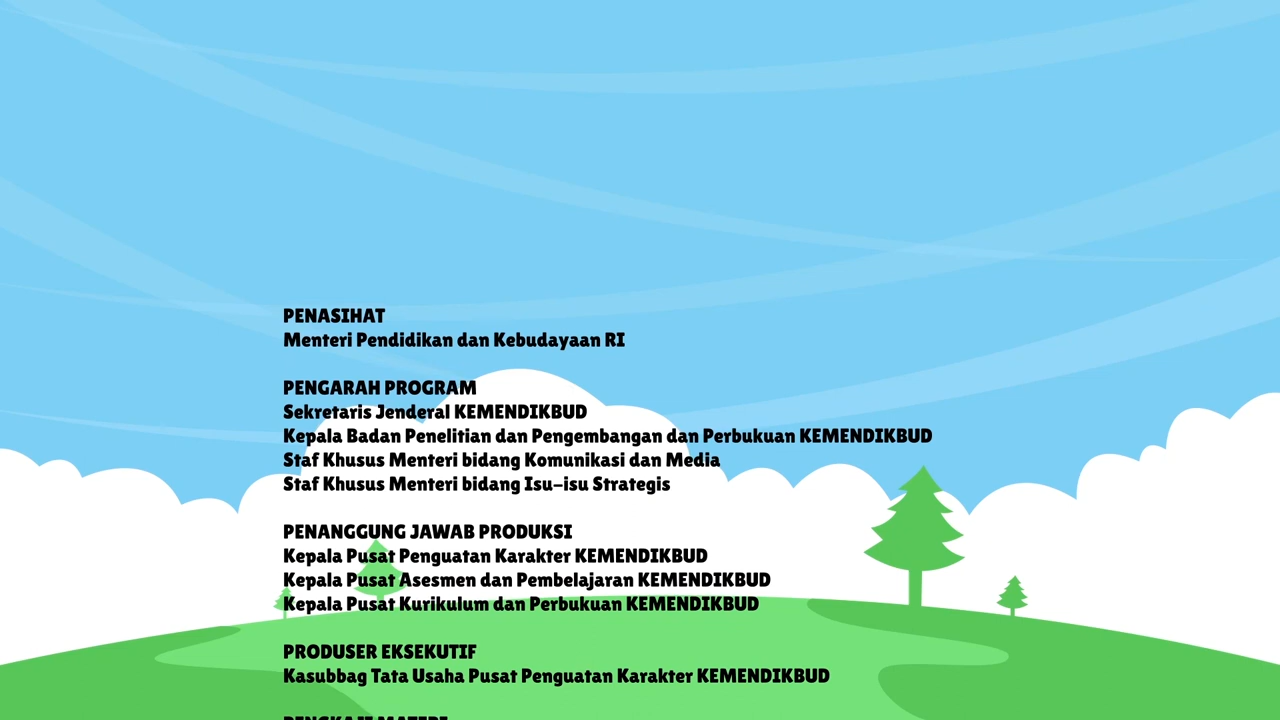 PENASIHAT
Menteri Pendidikan dan Kebudayaan RI
PENGARAH PROGRAM
Sekretaris Jenderal KEMENDIKBUD
Kepala Badan Penelitian dan Pengembangan dan Perbukuan KEMENDIKBUD
Staf Khusus Menteri bidang Komunikasi dan Media
Staf Khusus Menteri bidang Isu-isu Strategis
PENANGGUNG JAWAB PRODUKSI
Kepala Pusat Penguatan Karakter KEMENDIKBUD
Kepala Pusat Asesmen dan Pembelajaran KEMENDIKBUD
Kepala Pusat Kurikulum dan Perbukuan KEMENDIKBUD
PRODUSER EKSEKUTIF
Kasubbag Tata Usaha Pusat Penguatan Karakter KEMENDIKBUD